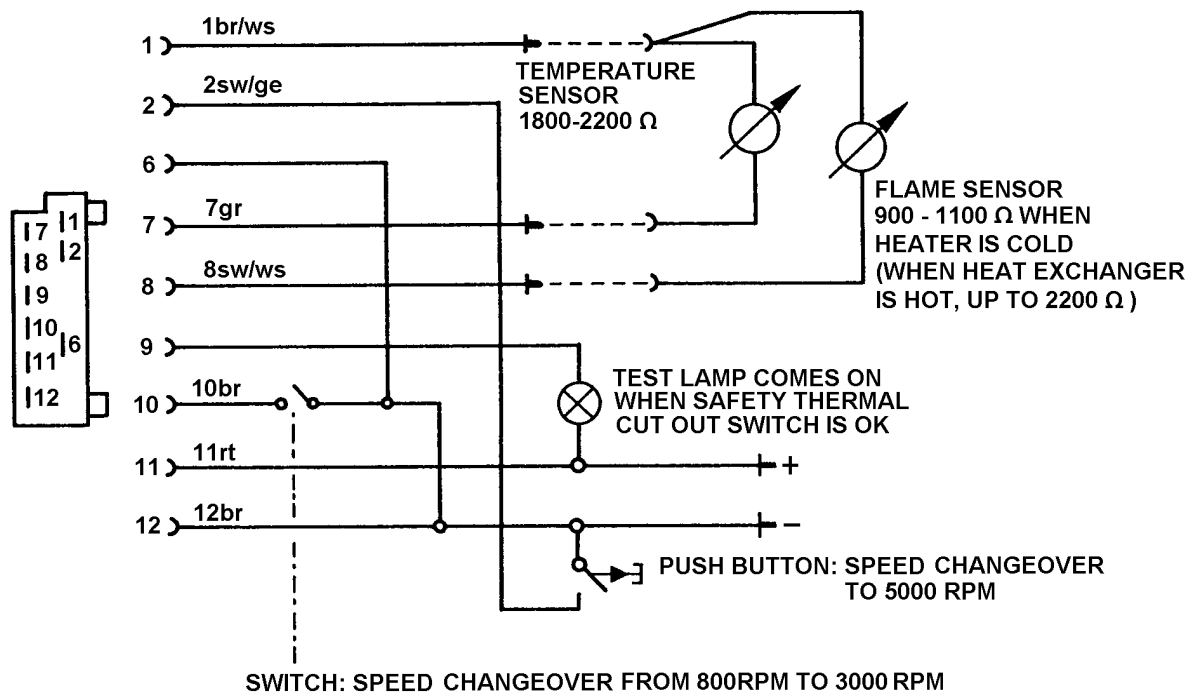 1br/ws
1
TEMPERATURE
SENSOR
1800-2200 Ω
2sw/ge
2
6
FLAME SENSOR
900 - 1100 Ω WHEN
HEATER IS COLD
(WHEN HEAT EXCHANGER
IS HOT, UP TO 2200 Ω )
7gr
7
8sw/ws
8
1
7
2
8
9
10
6
11
12
9
TEST LAMP COMES ON
WHEN SAFETY THERMAL
CUT OUT SWITCH IS OK
10br
10
11rt
11
+
12br
12
–
PUSH BUTTON: SPEED CHANGEOVER
TO 5000 RPM
SWITCH: SPEED CHANGEOVER FROM 800RPM TO 3000 RPM